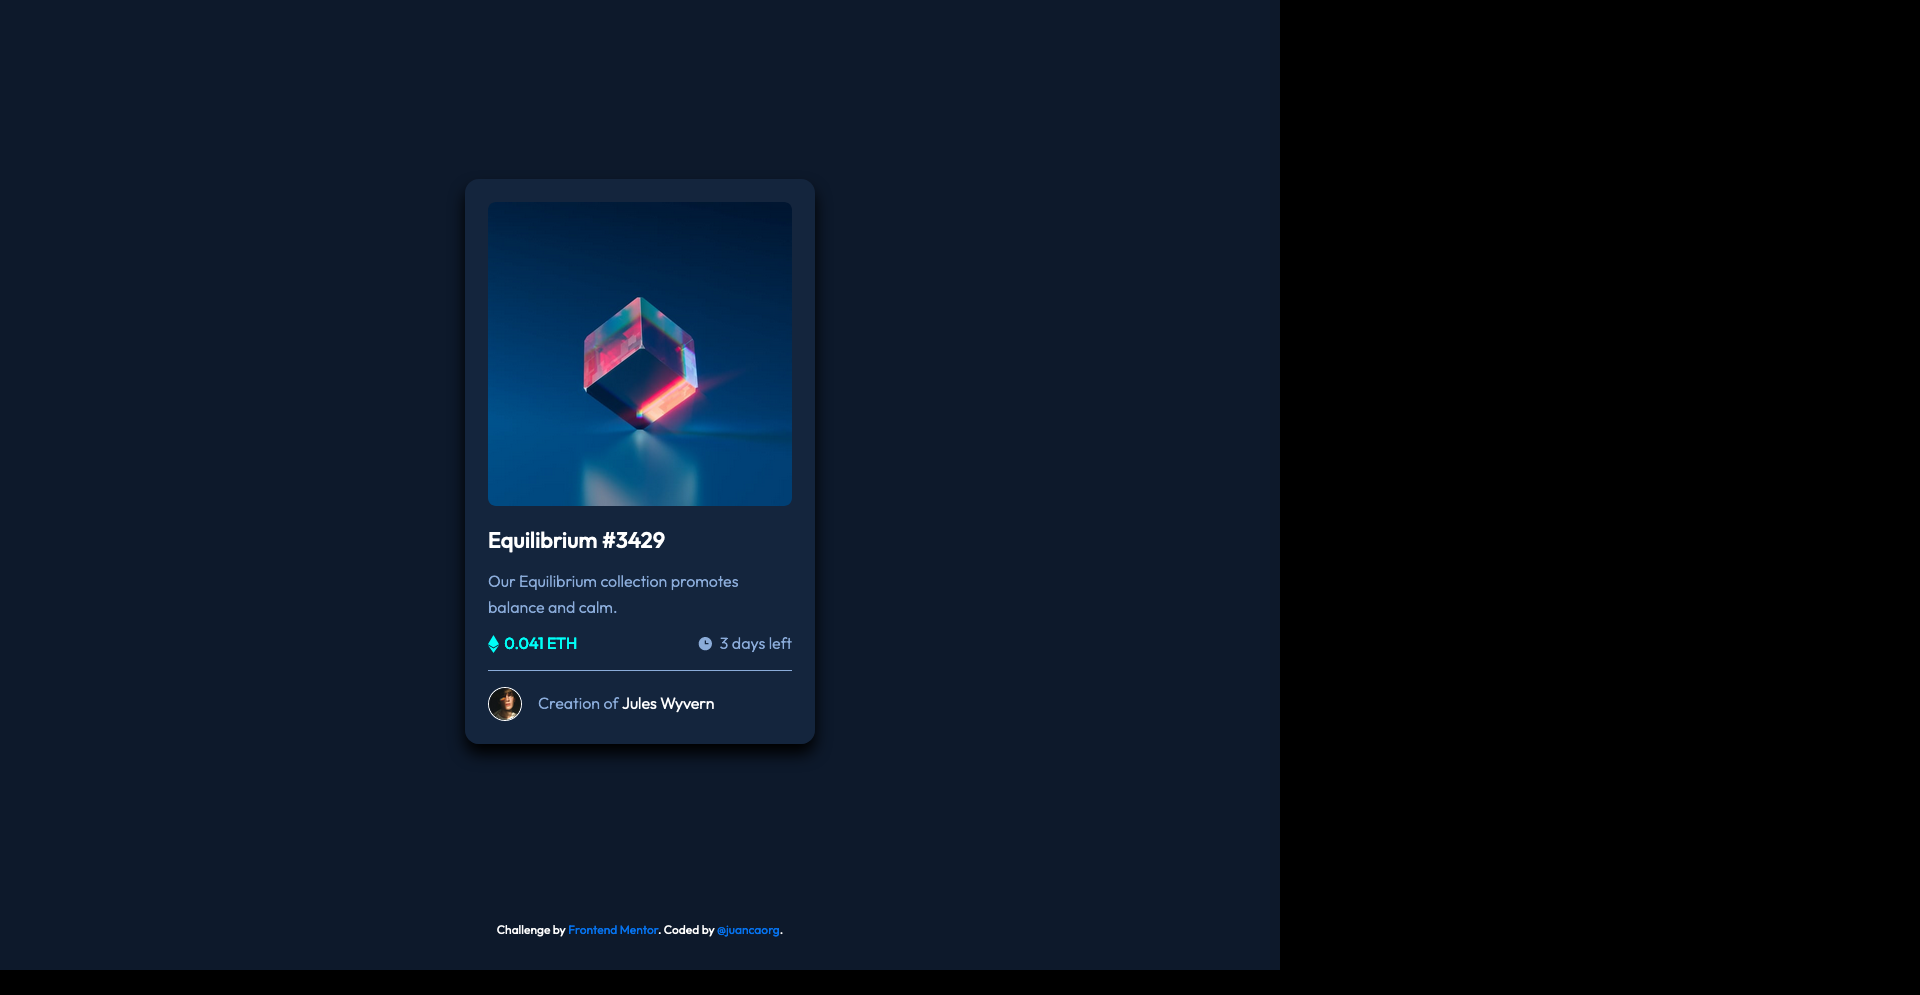 Equilibrium #3429
Our Equilibrium collection promotes
balance and calm.
0.041 ETH
3 days left
Creation of Jules Wyvern
Challenge by Frontend Mentor. Coded by @juancaorg.